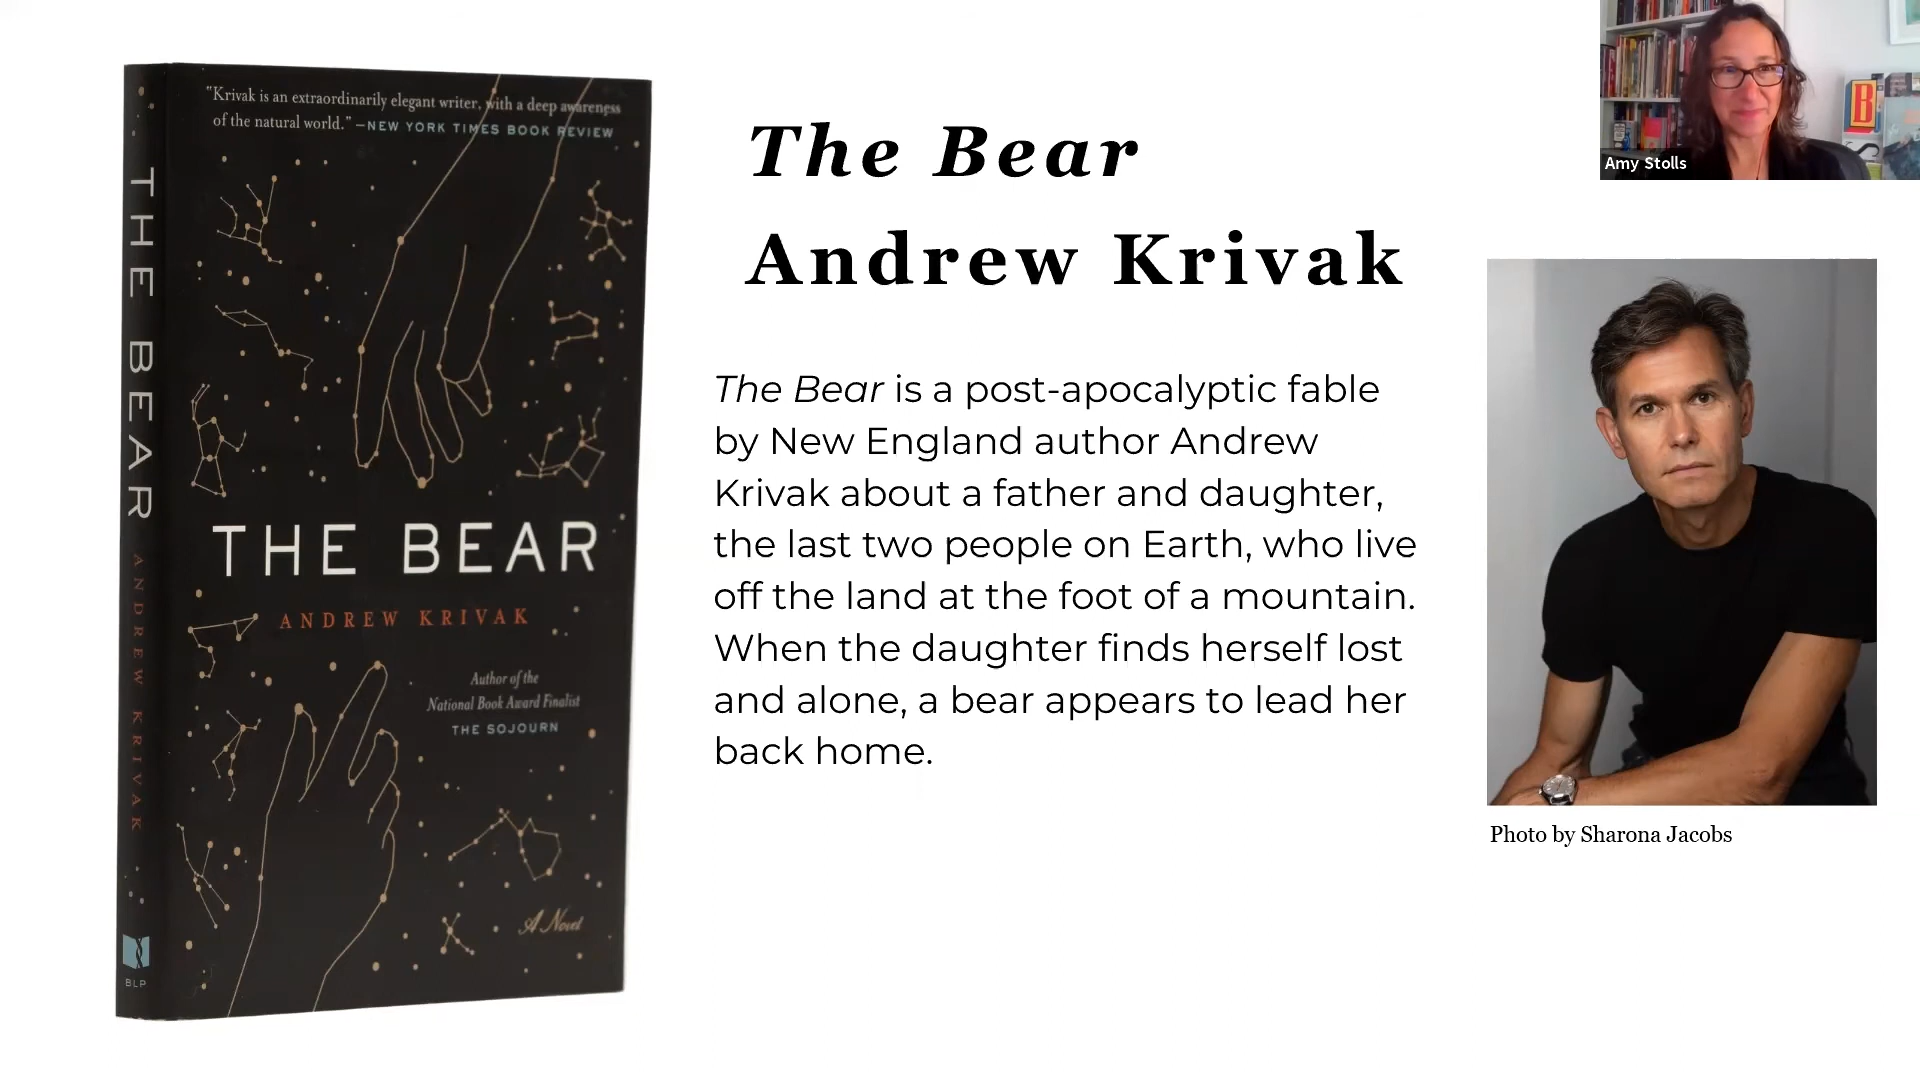 "Krivak is an extraordinarily elegant writer, with a deep awareness
of the natural world." —NEW YORK TIMES BOOK REVIEW
THE BEAR
ANDREW KRIVAK
Author of the
National Book Award Finalist
THE SOJOURN
A Novel
THE BEAR
ANDREW KRIVAK
BLP
The Bear
Andrew Krivak
The Bear is a post-apocalyptic fable
by New England author Andrew
Krivak about a father and daughter,
the last two people on Earth, who live
off the land at the foot of a mountain.
When the daughter finds herself lost
and alone, a bear appears to lead her
back home.
B
Amy Stolls
Photo by Sharona Jacobs